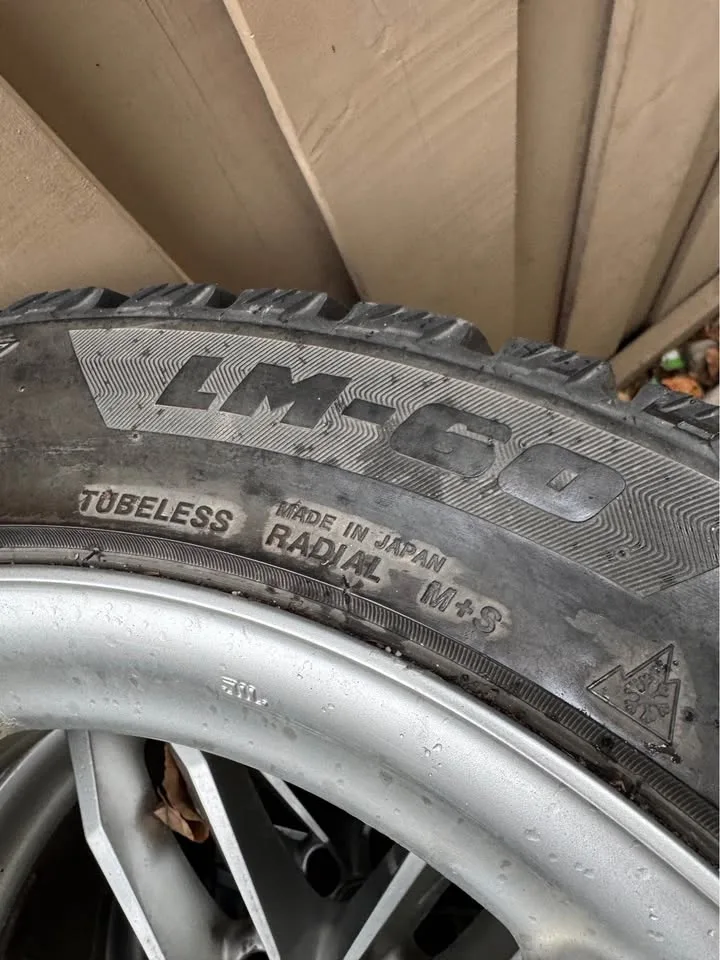 LM-60
TUBELESS
MADE IN JAPAN
RADIAL
M+S